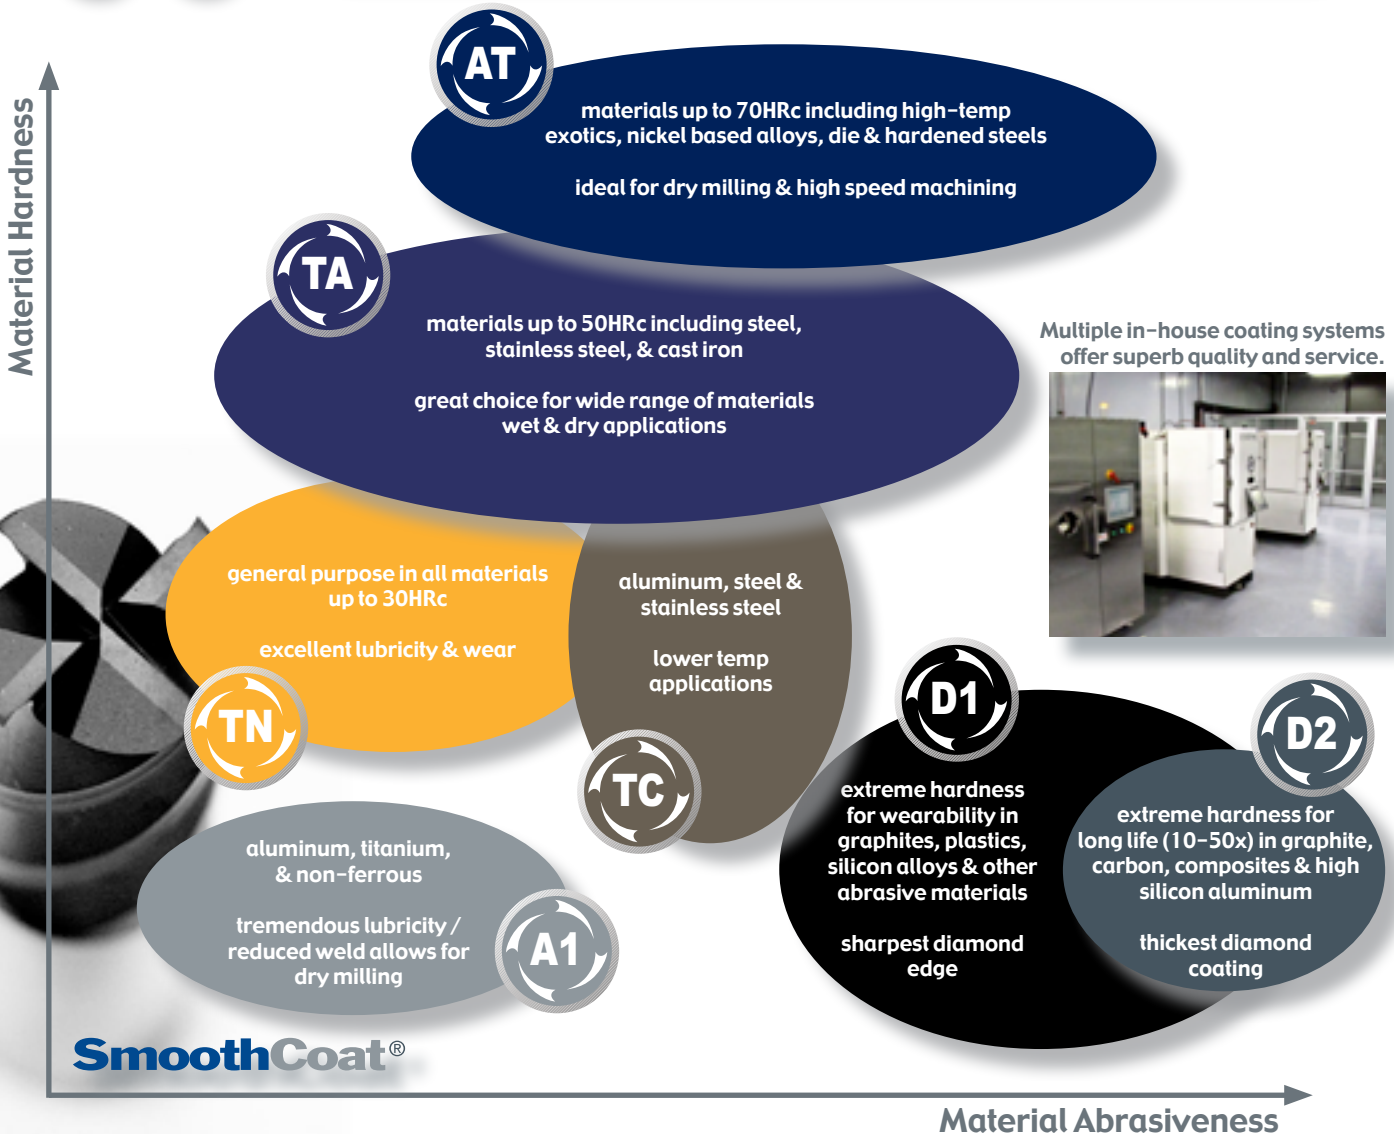 AT
materials up to 70HRc including high-temp
exotics, nickel based alloys, die & hardened steels
ideal for dry milling & high speed machining
Material Hardness
TA
materials up to 50HRc including steel,
stainless steel, & cast iron
great choice for wide range of materials
wet & dry applications
Multiple in-house coating systems
offer superb quality and service.
general purpose in all materials
up to 30HRc
excellent lubricity & wear
TN
aluminum, steel &
stainless steel
lower temp
applications
TC
D1
extreme hardness
for wearability in
graphites, plastics,
silicon alloys & other
abrasive materials
sharpest diamond
edge
D2
extreme hardness for
long life (10-50x) in graphite,
carbon, composites & high
silicon aluminum
thickest diamond
coating
aluminum, titanium,
& non-ferrous
tremendous lubricity /
reduced weld allows for
dry milling
A1
SmoothCoat®
Material Abrasiveness